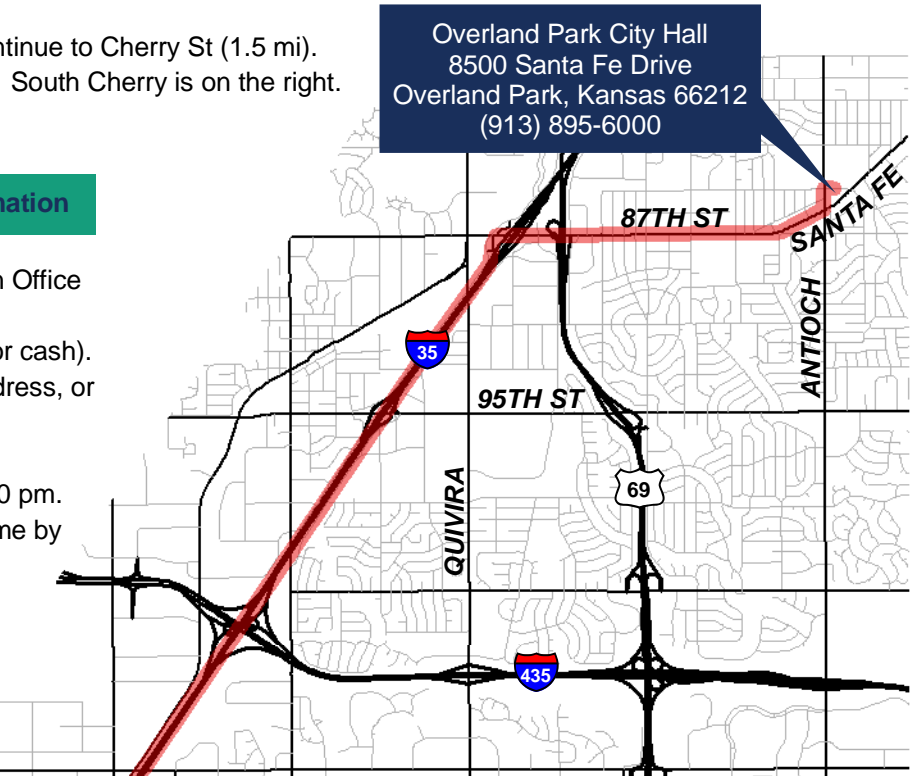 ntinue to Cherry St (1.5 mi).
South Cherry is on the right.
Overland Park City Hall
8500 Santa Fe Drive
Overland Park, Kansas 66212
(913) 895-6000
nation
n Office
or cash).
dress, or
0 pm.
me by
87TH ST
SANTA FE
ANTIOCH
35
95TH ST
QUIVIRA
69
435